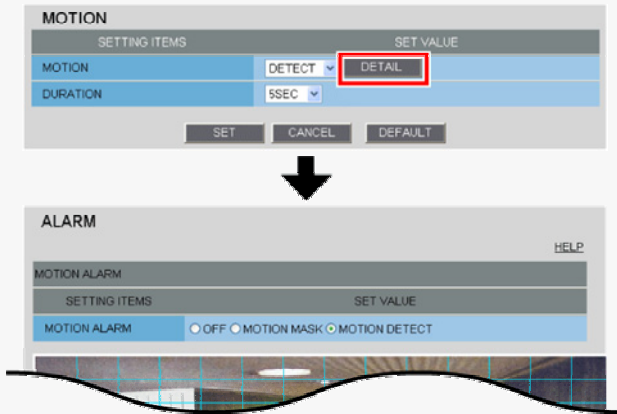 MOTION
SETTING ITEMS SET VALUE
MOTION DETECT DETAIL
DURATION 5SEC
SET CANCEL DEFAULT
ALARM
HELP
MOTION ALARM
SETTING ITEMS SET VALUE
MOTION ALARM OFF MOTION MASK MOTION DETECT